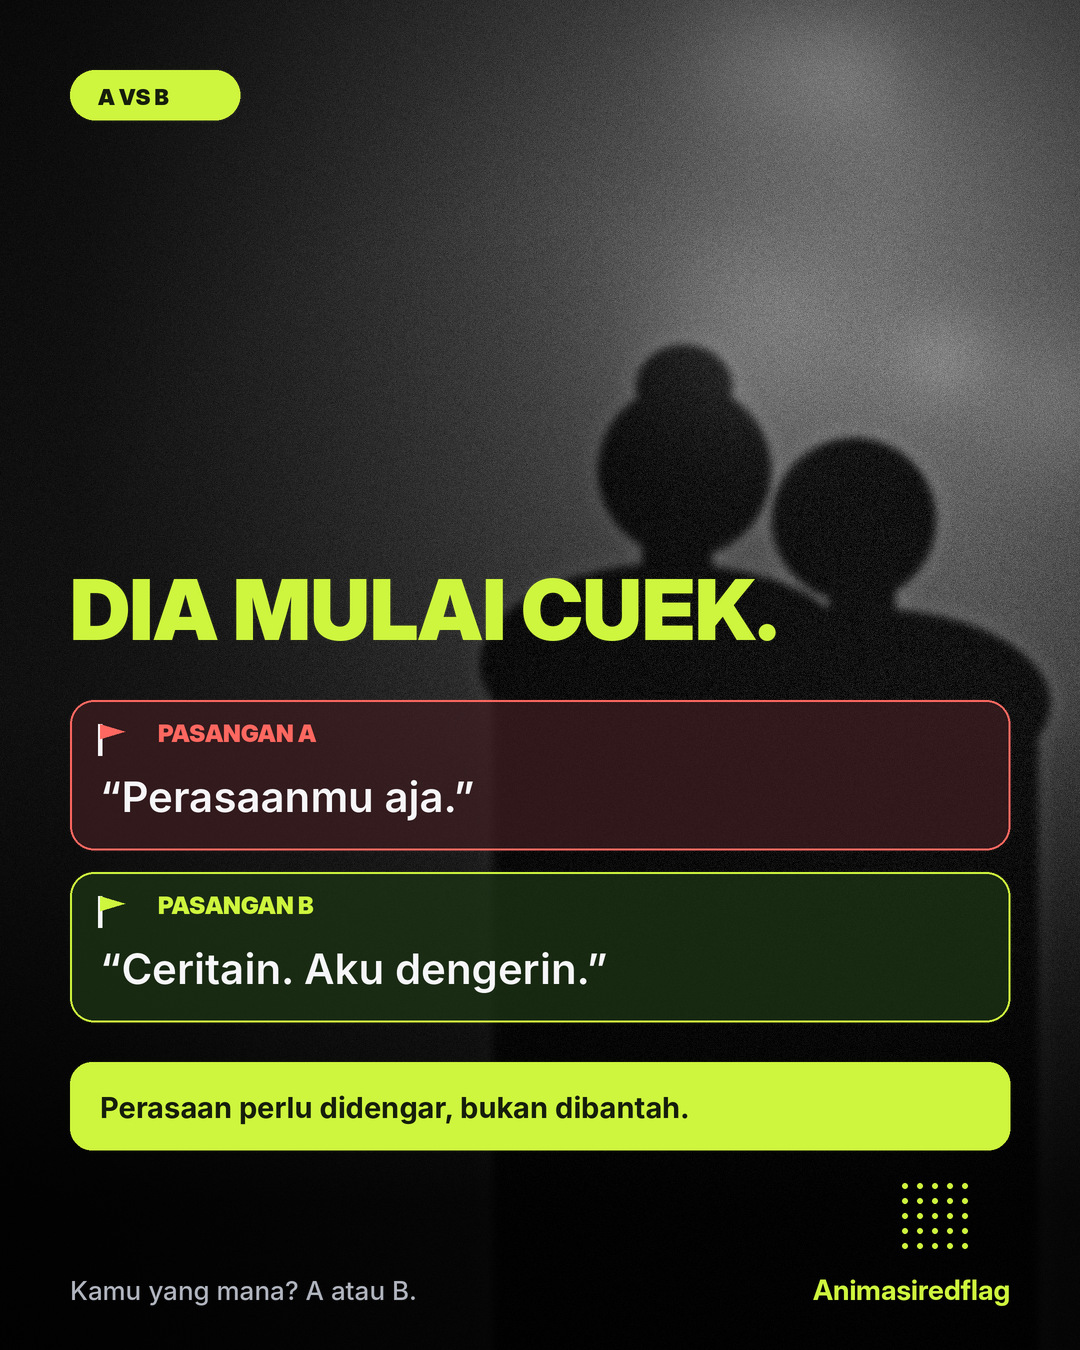 A VS B
DIA MULAI CUEK.
PASANGAN A
“Perasaanmu aja.”
PASANGAN B
“Ceritain. Aku dengerin.”
Perasaan perlu didengar, bukan dibantah.
Kamu yang mana? A atau B.
Animasiredflag